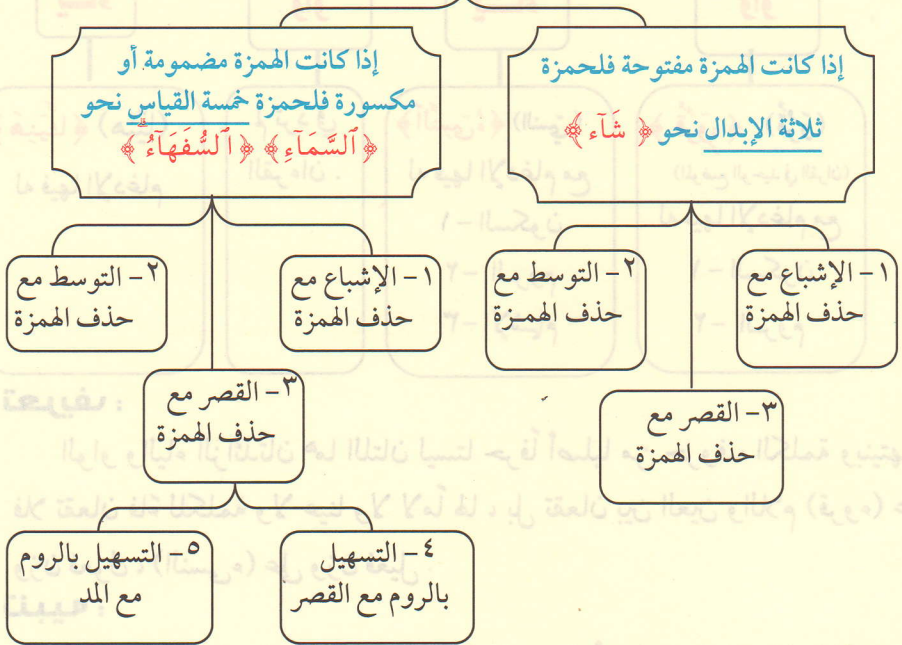 إذا كانت الهمزة مفتوحة فلحمزة
ثلاثة الإبدال نحو ﴿ شَآء ﴾
١- الإشباع مع
حذف الهمزة
٢- التوسط مع
حذف الهمزة
٣- القصر مع
حذف الهمزة
إذا كانت الهمزة مضمومة أو
مكسورة فلحمزة خمسة القياس نحو
﴿ ٱلسَّمَآءِ﴾ ﴿ ٱلسُّفَهَآءُ ﴾
١- الإشباع مع
حذف الهمزة
٢- التوسط مع
حذف الهمزة
٣- القصر مع
حذف الهمزة
٤- التسهيل
بالروم مع القصر
٥- التسهيل بالروم
مع المد